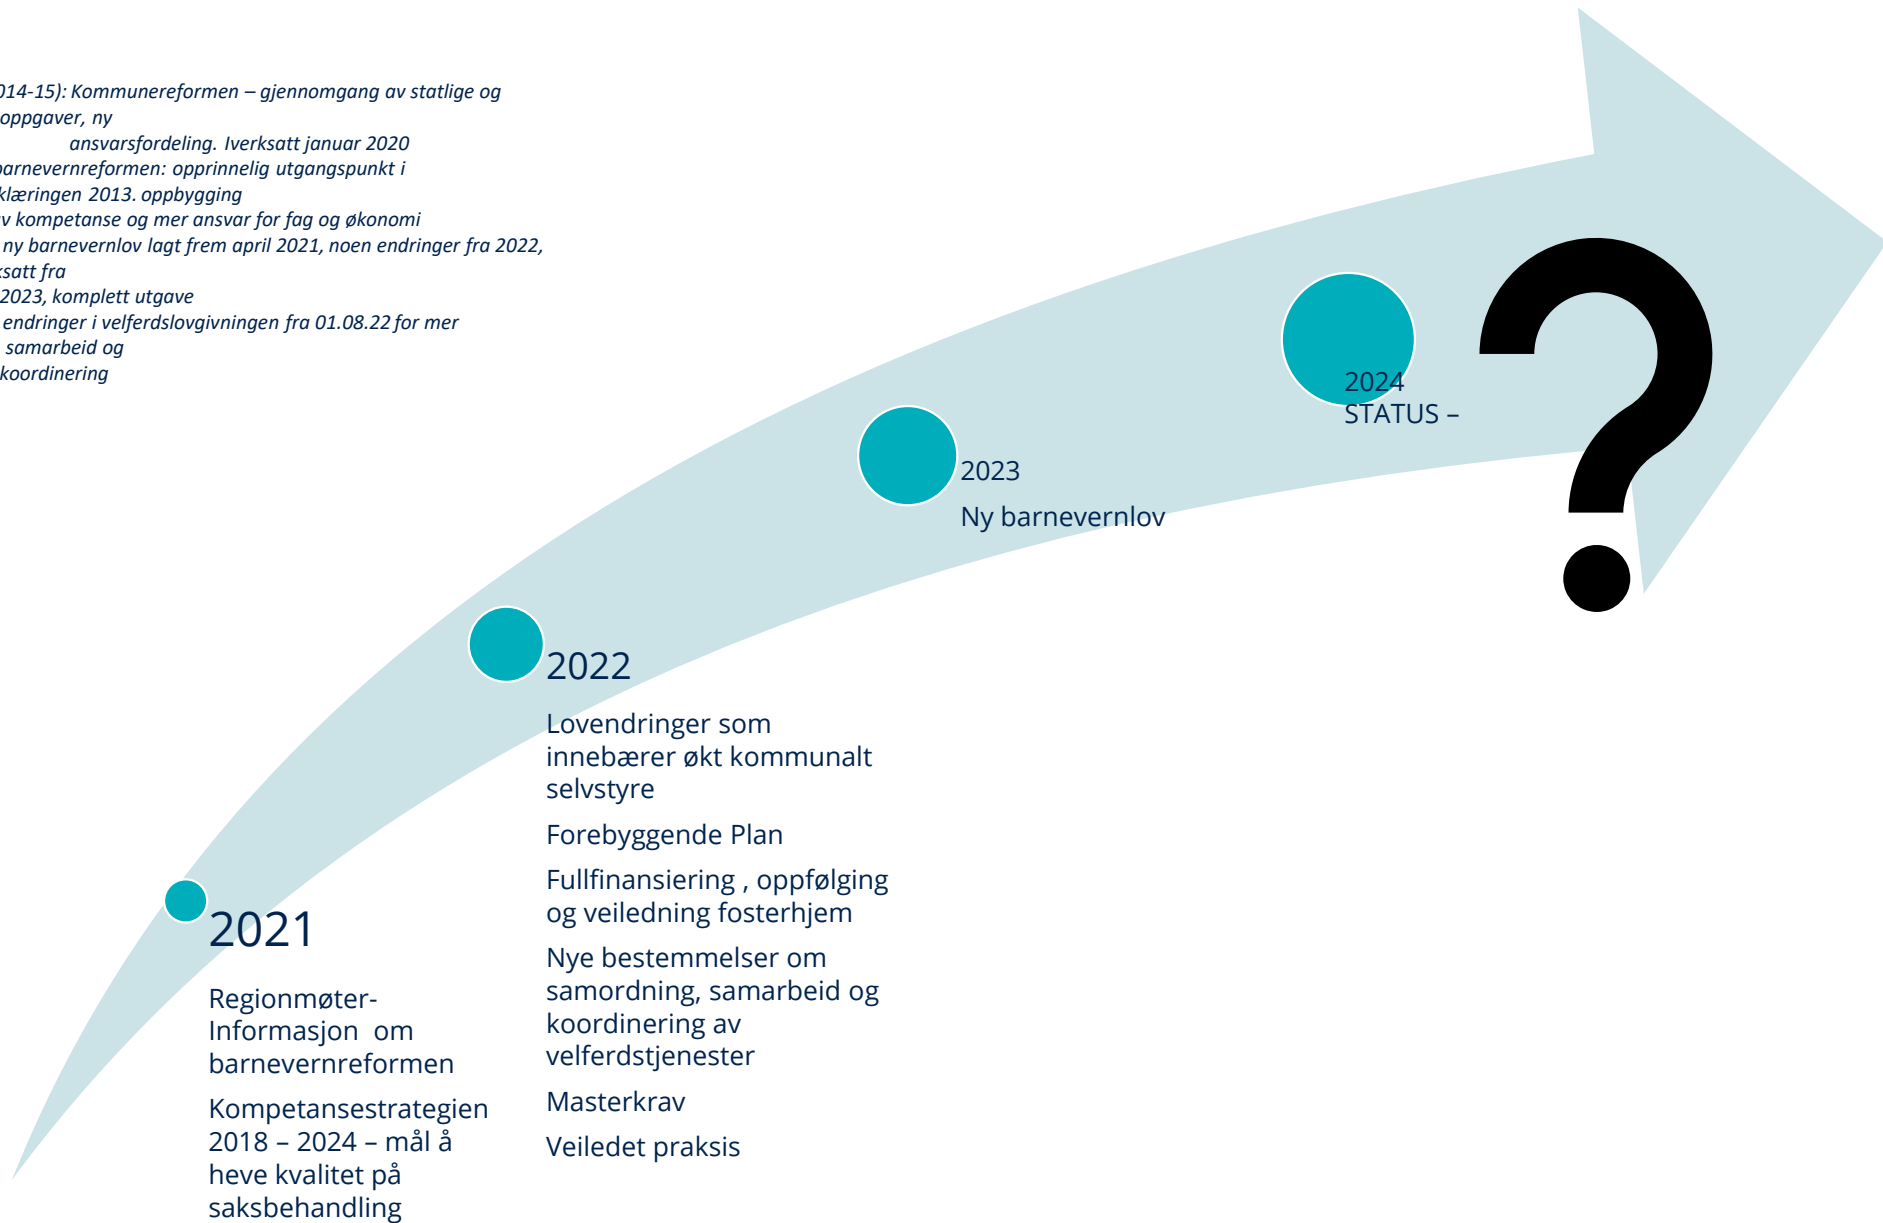 014-15): Kommunereformen – gjennomgang av statlige og
oppgaver, ny
ansvarsfordeling. Iverksatt januar 2020
barnevernreformen: opprinnelig utgangspunkt i
klæringen 2013. oppbygging
v kompetanse og mer ansvar for fag og økonomi
ny barnevernlov lagt frem april 2021, noen endringer fra 2022,
ksatt fra
2023, komplett utgave
endringer i velferdslovgivningen fra 01.08.22 for mer
samarbeid og
koordinering
2021
Regionmøter-
Informasjon om
barnevernreformen
Kompetansestrategien
2018 – 2024 – mål å
heve kvalitet på
saksbehandling
2022
Lovendringer som
innebærer økt kommunalt
selvstyre
Forebyggende Plan
Fullfinansiering , oppfølging
og veiledning fosterhjem
Nye bestemmelser om
samordning, samarbeid og
koordinering av
velferdstjenester
Masterkrav
Veiledet praksis
2023
Ny barnevernlov
2024
STATUS –
?